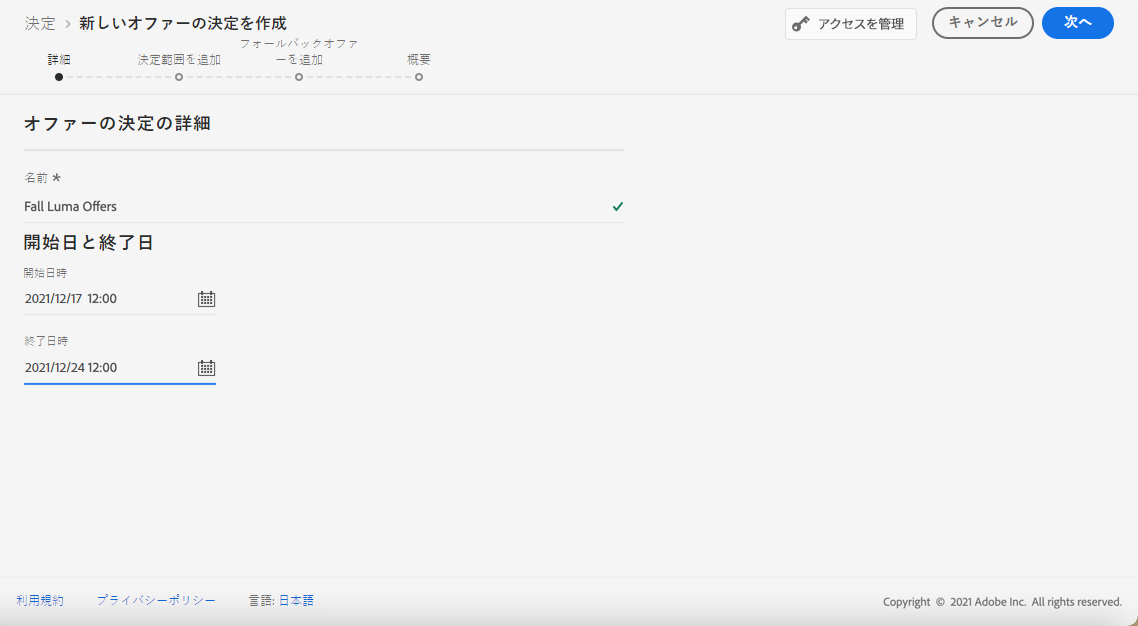 決定 > 新しいオファーの決定を作成
アクセスを管理
キャンセル
次へ
詳細
決定範囲を追加
フォールバックオファ
ーを追加
概要
オファーの決定の詳細
名前 *
Fall Luma Offers
開始日と終了日
開始日時
2021/12/17 12:00
終了日時
2021/12/24 12:00
利用規約 プライバシーポリシー 言語: 日本語
Copyright © 2021 Adobe Inc. All rights reserved.